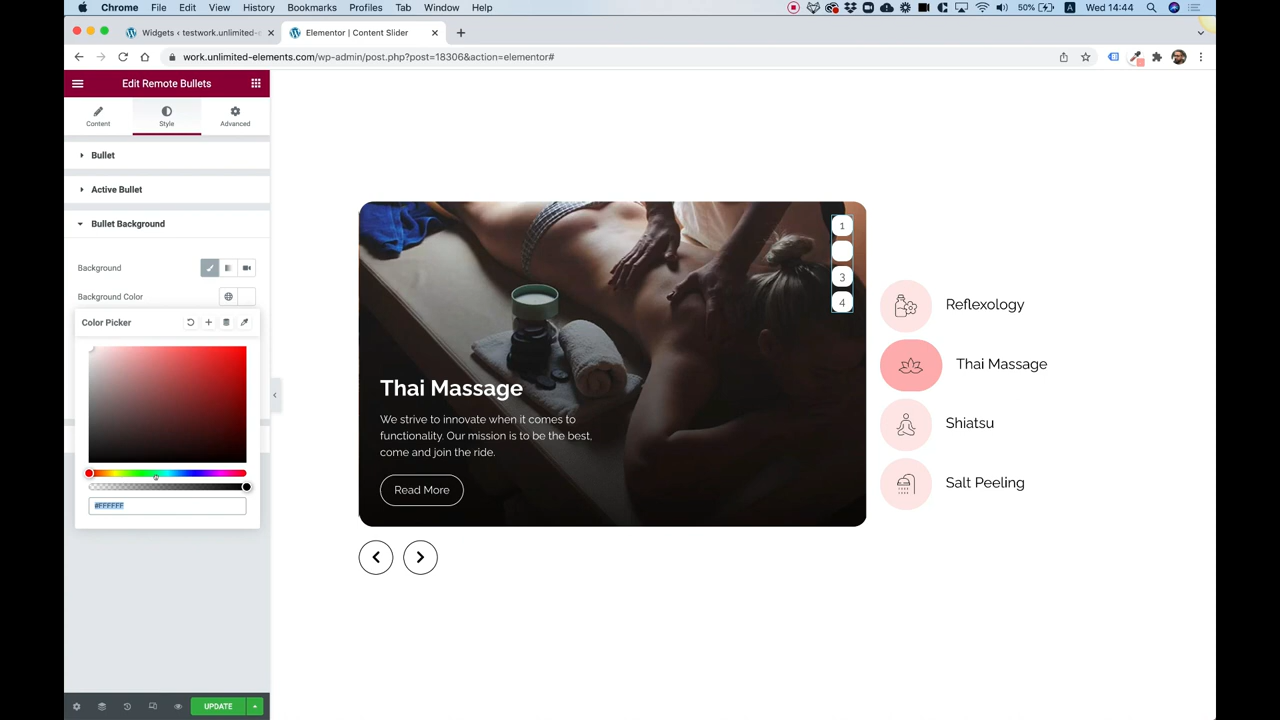 Chrome File Edit View History Bookmarks Profiles Tab Window Help
50% A Wed 14:44
Widgets ‹ testwork.unlimited-e
Elementor | Content Slider
work.unlimited-elements.com/wp-admin/post.php?post=18306&action=elementor#
Edit Remote Bullets
Content Style Advanced
Bullet
Active Bullet
Bullet Background
Background
Background Color
Color Picker
#FFFFFF
UPDATE
1
3
4
Thai Massage
We strive to innovate when it comes to
functionality. Our mission is to be the best,
come and join the ride.
Read More
Reflexology
Thai Massage
Shiatsu
Salt Peeling